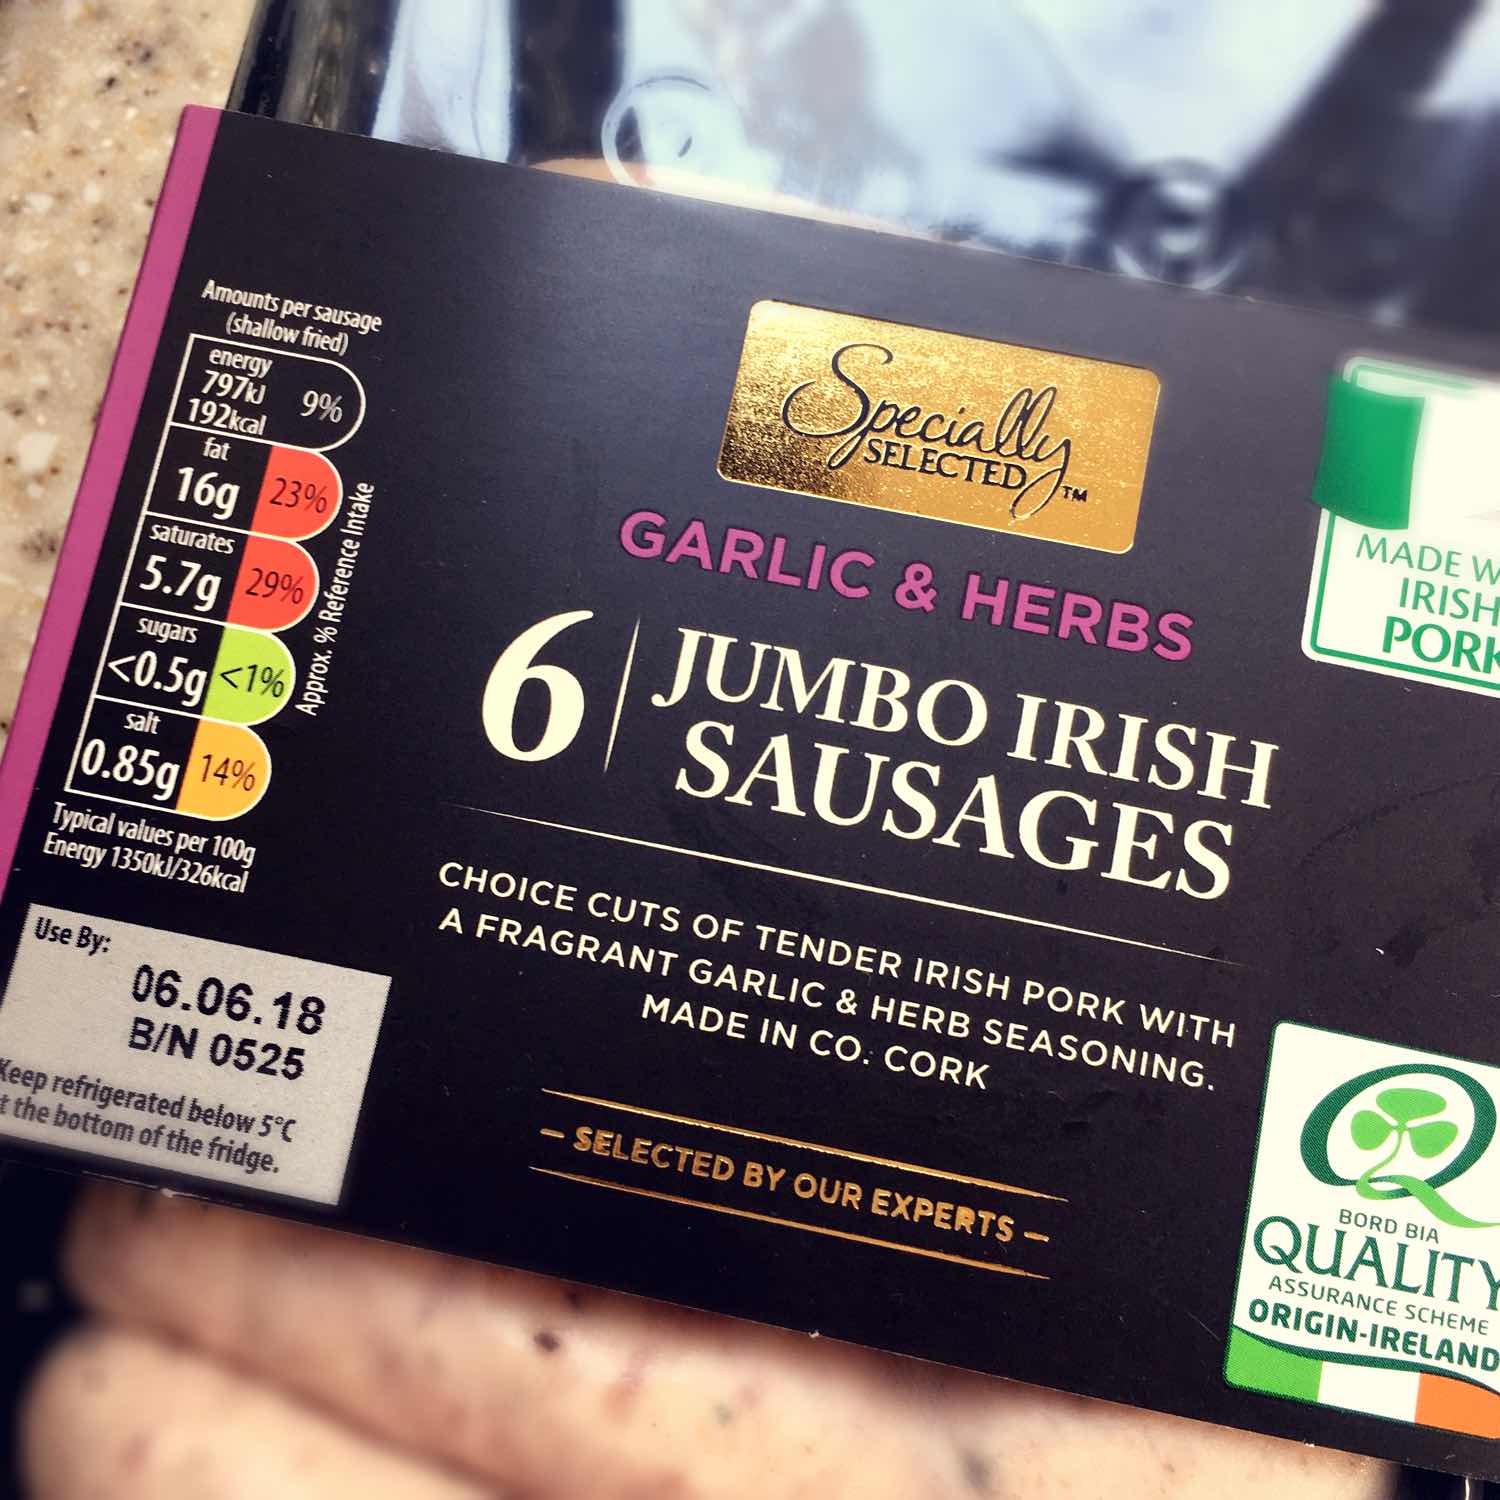 Amounts per sausage
(shallow fried)
energy
797kJ
192kcal
9%
fat
16g
23%
saturates
5.7g
29%
sugars
<0.5g
<1%
salt
0.85g
14%
Approx. % Reference Intake
Typical values per 100g
Energy 1350kJ/326kcal
Use By:
06.06.18
B/N 0525
Keep refrigerated below 5°C
t the bottom of the fridge.
Specially
SELECTED™
GARLIC & HERBS
6
JUMBO IRISH
SAUSAGES
CHOICE CUTS OF TENDER IRISH PORK WITH
A FRAGRANT GARLIC & HERB SEASONING.
MADE IN CO. CORK
– SELECTED BY OUR EXPERTS –
MADE W
IRISH
PORK
BORD BIA
QUALITY
ASSURANCE SCHEME
ORIGIN-IRELAND